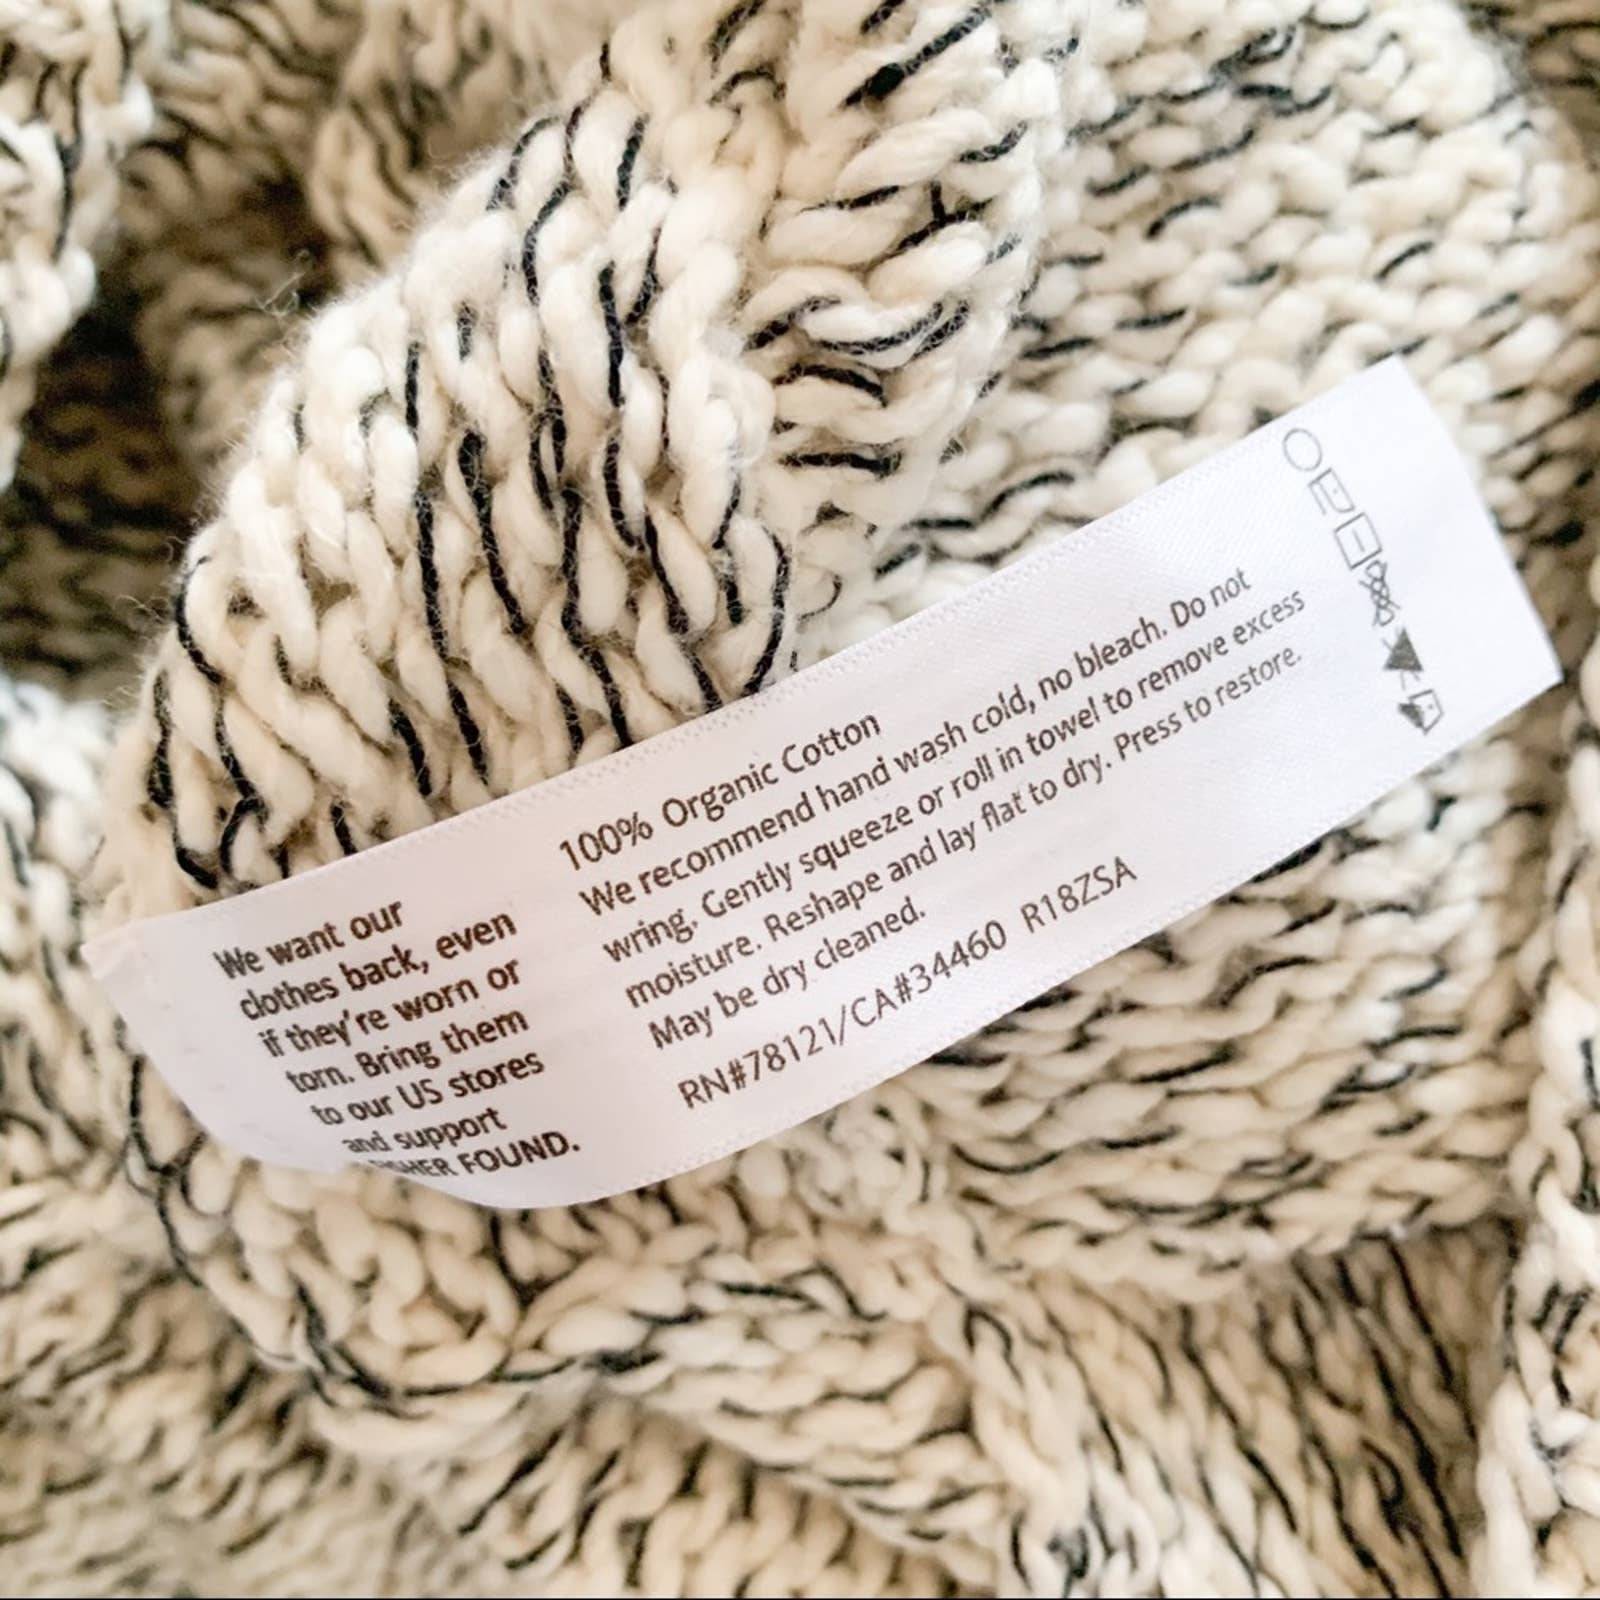 We want our
clothes back, even
if they're worn or
torn. Bring them
to our US stores
and support
FISHER FOUND.
100% Organic Cotton
We recommend hand wash cold, no bleach. Do not
wring. Gently squeeze or roll in towel to remove excess
moisture. Reshape and lay flat to dry. Press to restore.
May be dry cleaned.
RN#78121/CA#34460 R18ZSA